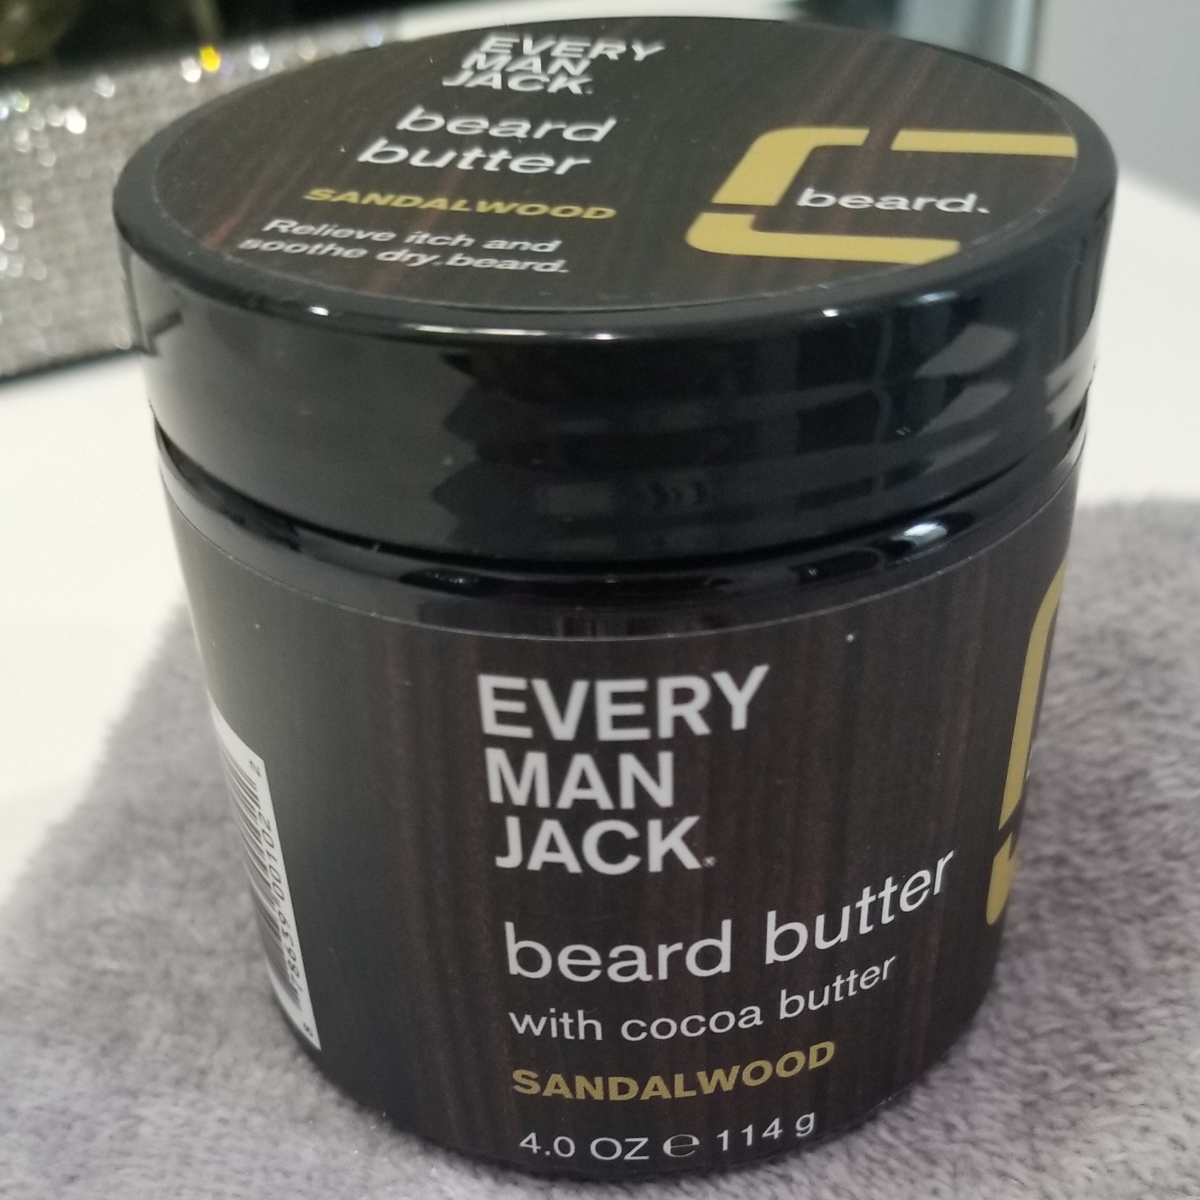 EVERY
MAN
JACK.
beard
butter
SANDALWOOD
Relieve itch and
soothe dry beard.
beard.
EVERY
MAN
JACK.
beard butter
with cocoa butter
SANDALWOOD
4.0 OZ ℮ 114 g